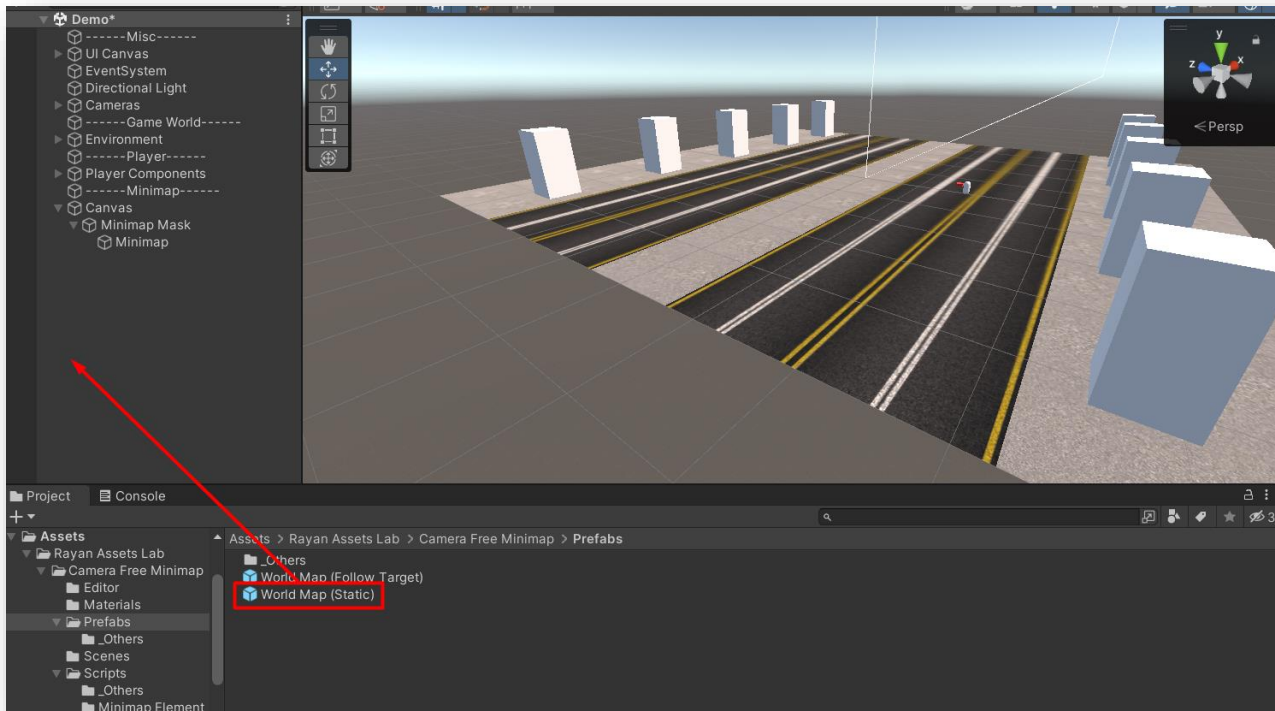 Demo*
------Misc------
UI Canvas
EventSystem
Directional Light
Cameras
------Game World------
Environment
------Player------
Player Components
------Minimap------
Canvas
Minimap Mask
Minimap
y
z
x
Persp
Project
Console
3
Assets
Rayan Assets Lab
Camera Free Minimap
Editor
Materials
Prefabs
_Others
Scenes
Scripts
_Others
Minimap Element
Assets > Rayan Assets Lab > Camera Free Minimap > Prefabs
_Others
World Map (Follow Target)
World Map (Static)